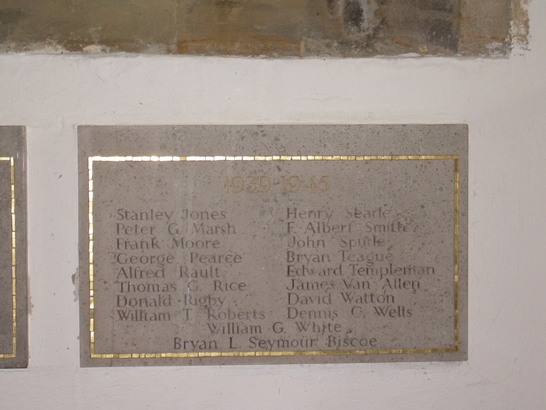 1939-1945
Stanley Jones
Peter G Marsh
Frank Moore
George Pearce
Alfred Rault
Thomas G. Rice
Donald Rigby
William T. Roberts
Henry Searle
F. Albert Smith
John Spurle
Bryan Teague
Edward Templeman
James Van Allen
David Watton
Dennis G. Wells
William G. White
Bryan L. Seymour Biscoe